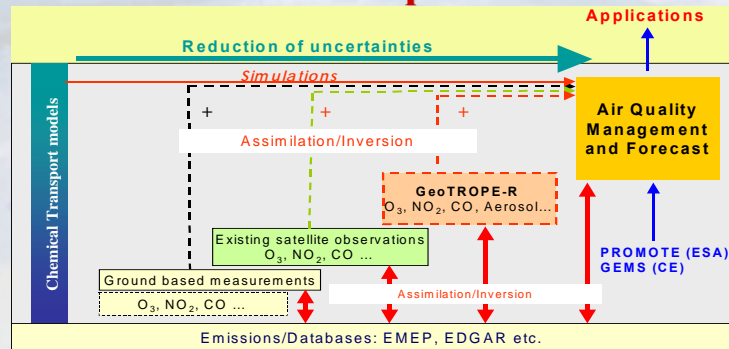 Applications
Reduction of uncertainties
Simulations
Chemical Transport models
+ + +
Assimilation/Inversion
Air Quality
Management
and Forecast
GeoTROPE-R
O₃, NO₂, CO, Aerosol...
Existing satellite observations
O₃, NO₂, CO ...
PROMOTE (ESA)
GEMS (CE)
Ground based measurements
O₃, NO₂, CO ...
Assimilation/Inversion
Emissions/Databases: EMEP, EDGAR etc.